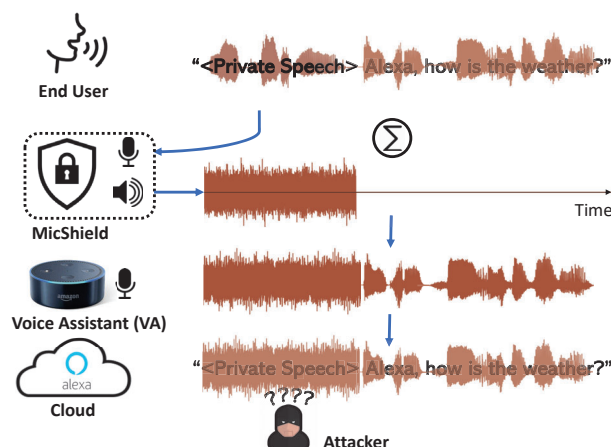 “<Private Speech> Alexa, how is the weather?”
End User
Σ
MicShield
Time
amazon
Voice Assistant (VA)
“<Private Speech> Alexa, how is the weather?”
alexa
Cloud
????
Attacker